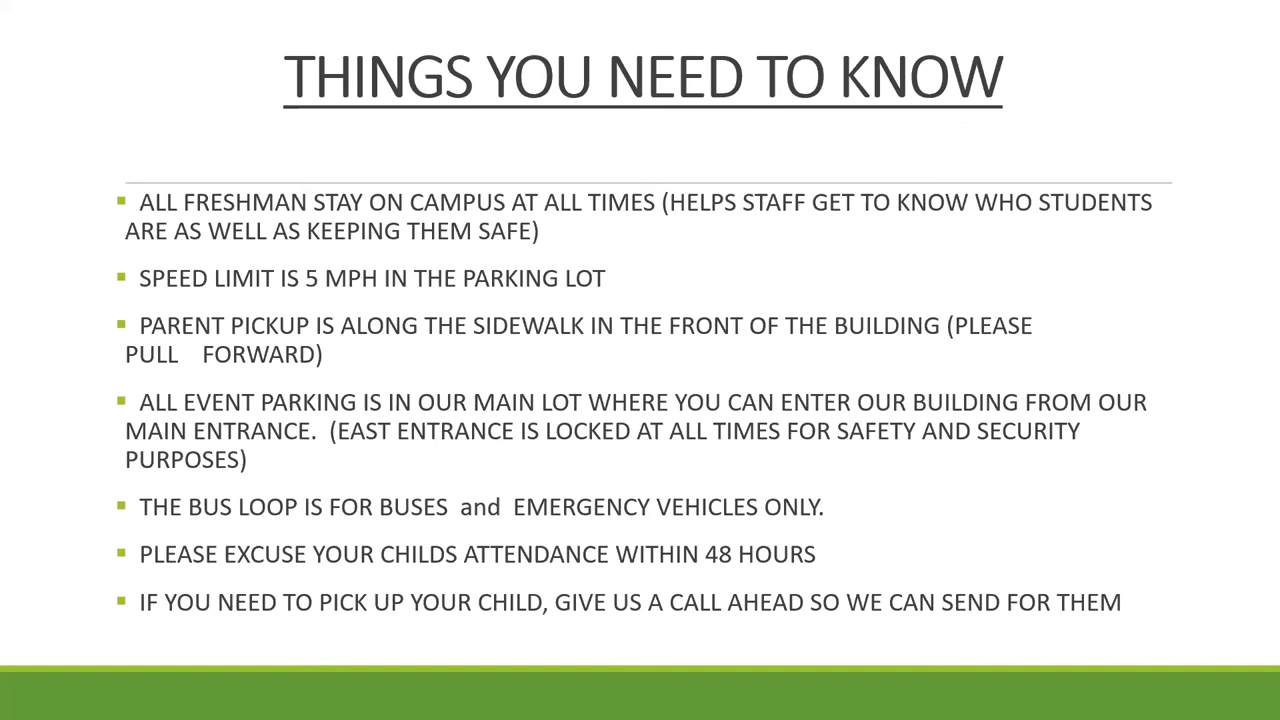 THINGS YOU NEED TO KNOW
▪ ALL FRESHMAN STAY ON CAMPUS AT ALL TIMES (HELPS STAFF GET TO KNOW WHO STUDENTS
ARE AS WELL AS KEEPING THEM SAFE)
▪ SPEED LIMIT IS 5 MPH IN THE PARKING LOT
▪ PARENT PICKUP IS ALONG THE SIDEWALK IN THE FRONT OF THE BUILDING (PLEASE
PULL    FORWARD)
▪ ALL EVENT PARKING IS IN OUR MAIN LOT WHERE YOU CAN ENTER OUR BUILDING FROM OUR
MAIN ENTRANCE.  (EAST ENTRANCE IS LOCKED AT ALL TIMES FOR SAFETY AND SECURITY
PURPOSES)
▪ THE BUS LOOP IS FOR BUSES  and  EMERGENCY VEHICLES ONLY.
▪ PLEASE EXCUSE YOUR CHILDS ATTENDANCE WITHIN 48 HOURS
▪ IF YOU NEED TO PICK UP YOUR CHILD, GIVE US A CALL AHEAD SO WE CAN SEND FOR THEM